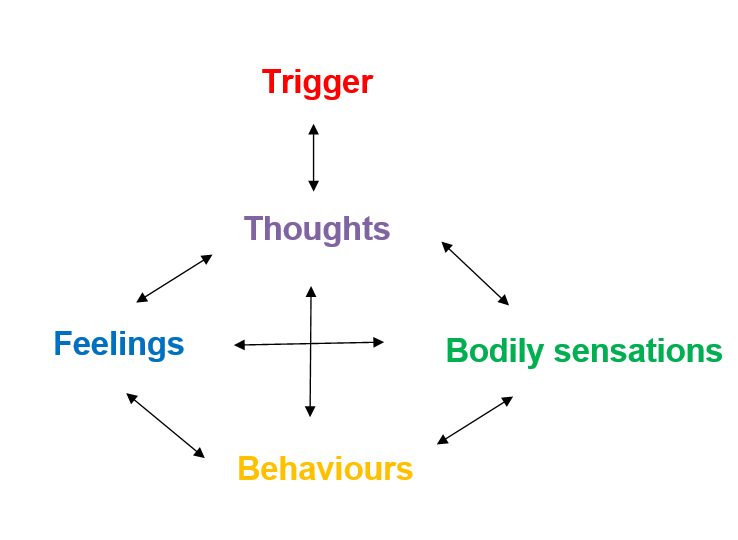 Trigger
Thoughts
Feelings
Bodily sensations
Behaviours